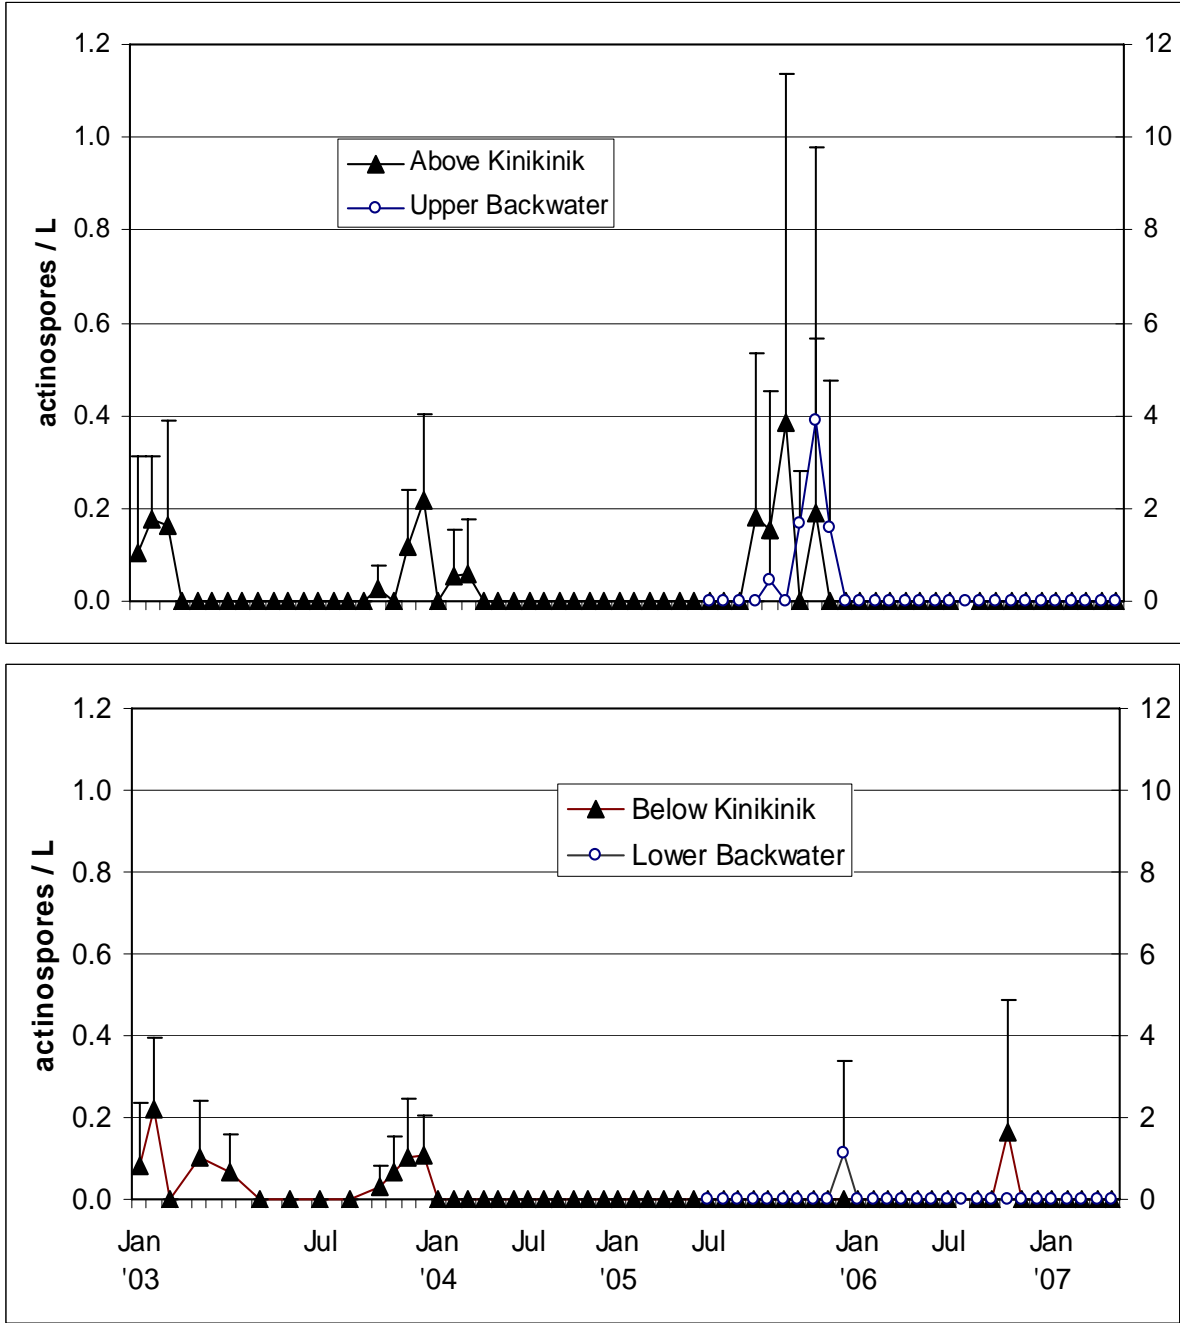 1.2 12
1.0 10
Above Kinikinik
Upper Backwater
0.8 8
0.6 6
0.4 4
0.2 2
0.0 0
actinospores / L
1.2 12
1.0 10
Below Kinikinik
Lower Backwater
0.8 8
0.6 6
0.4 4
0.2 2
0.0 0
actinospores / L
Jan Jul Jan Jul Jan Jul Jan Jul Jan
'03 '04 '05 '06 '07